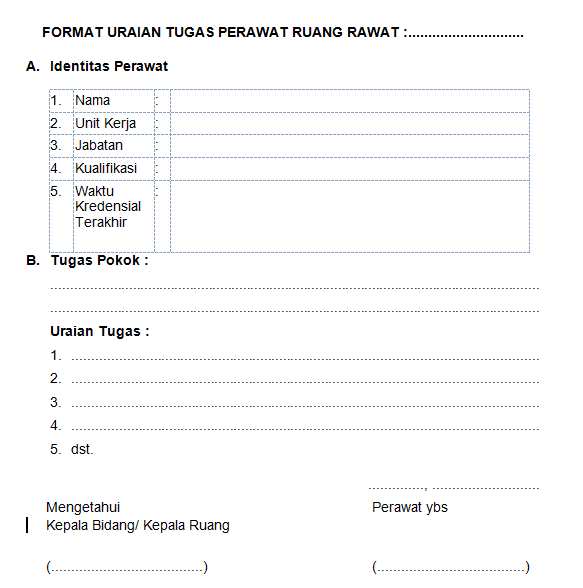 FORMAT URAIAN TUGAS PERAWAT RUANG RAWAT :.............................
A. Identitas Perawat
1. Nama :
2. Unit Kerja :
3. Jabatan :
4. Kualifikasi :
5. Waktu :
Kredensial
Terakhir
B. Tugas Pokok :
........................................................................................................................
........................................................................................................................
Uraian Tugas :
1. ...................................................................................................................
2. ...................................................................................................................
3. ...................................................................................................................
4. ...................................................................................................................
5. dst.
.............., ...........................
Mengetahui Perawat ybs
Kepala Bidang/ Kepala Ruang
(.......................................) (......................................)